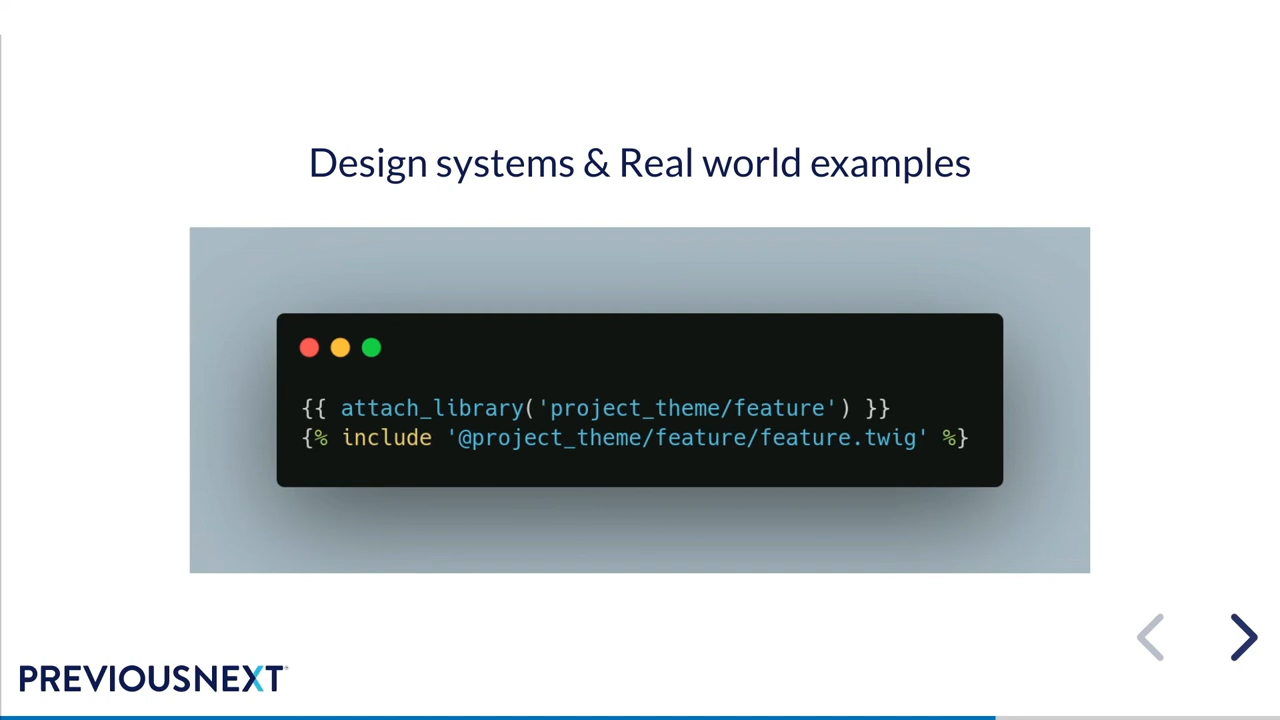 Design systems & Real world examples
{{ attach_library('project_theme/feature') }}
{% include '@project_theme/feature/feature.twig' %}
PREVIOUSNEXT